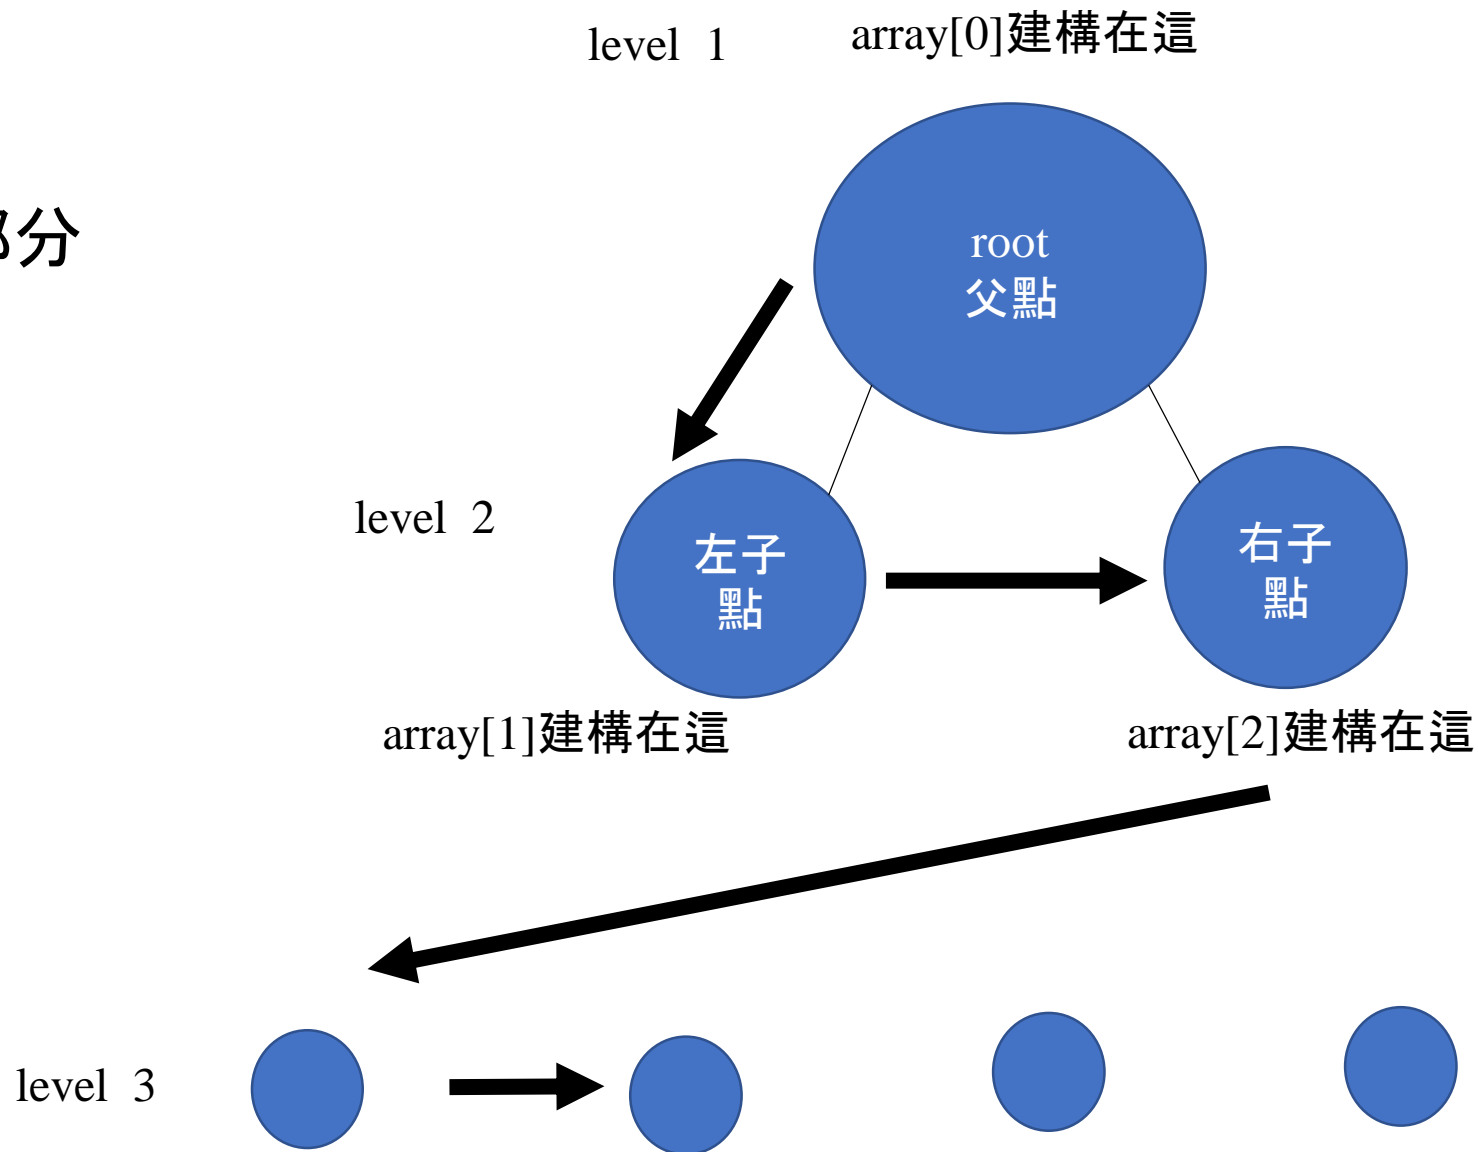 level 1 array[0]建構在這
部分
root
父點
level 2
左子
點
右子
點
array[1]建構在這
array[2]建構在這
level 3